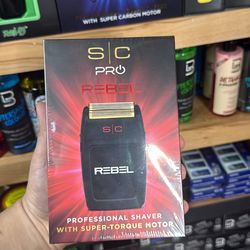 WITH SUPER CARBON MOTOR
S|C
PRO
REBEL
S|C
REBEL
PROFESSIONAL SHAVER
WITH SUPER-TORQUE MOTOR